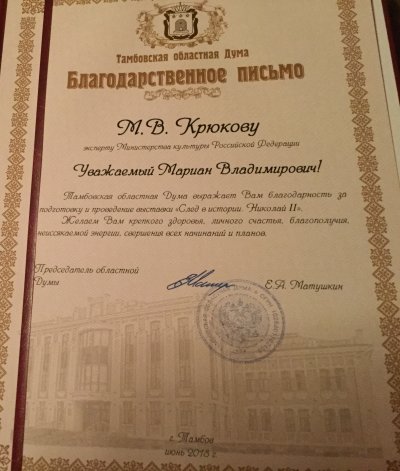 Тамбовская областная Дума
Благодарственное письмо
М.В. Крюкову
эксперту Министерства культуры Российской Федерации
Уважаемый Мариан Владимирович!
Тамбовская областная Дума выражает Вам благодарность за
подготовку и проведение выставки «След в истории. Николай II».
Желаем Вам крепкого здоровья, личного счастья, благополучия,
неиссякаемой энергии, свершения всех начинаний и планов.
Председатель областной
Думы
Е.А. Матушкин
г. Тамбов
июнь 2018 г.